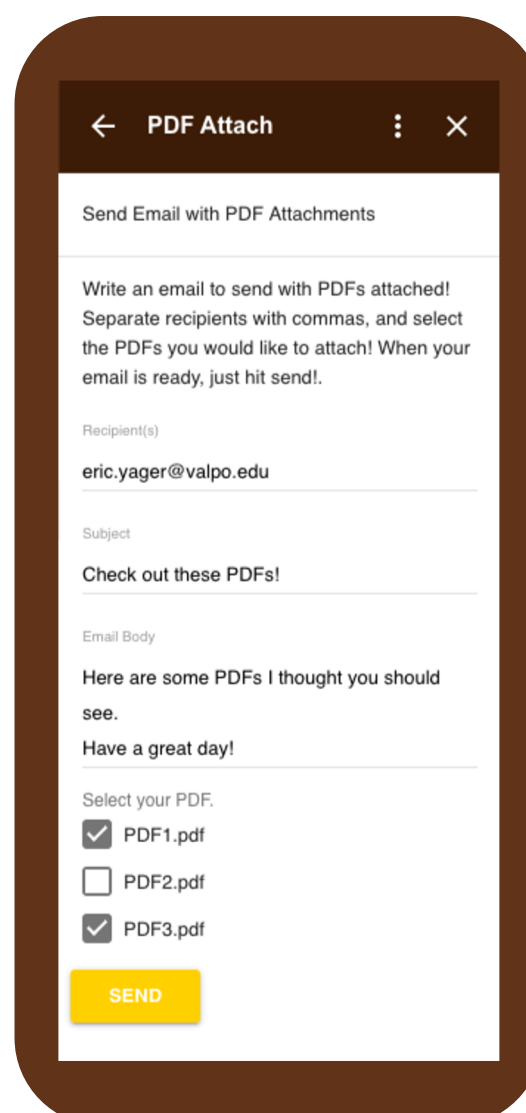 PDF Attach
Send Email with PDF Attachments
Write an email to send with PDFs attached!
Separate recipients with commas, and select
the PDFs you would like to attach! When your
email is ready, just hit send!.
Recipient(s)
eric.yager@valpo.edu
Subject
Check out these PDFs!
Email Body
Here are some PDFs I thought you should
see.
Have a great day!
Select your PDF.
PDF1.pdf
PDF2.pdf
PDF3.pdf
SEND